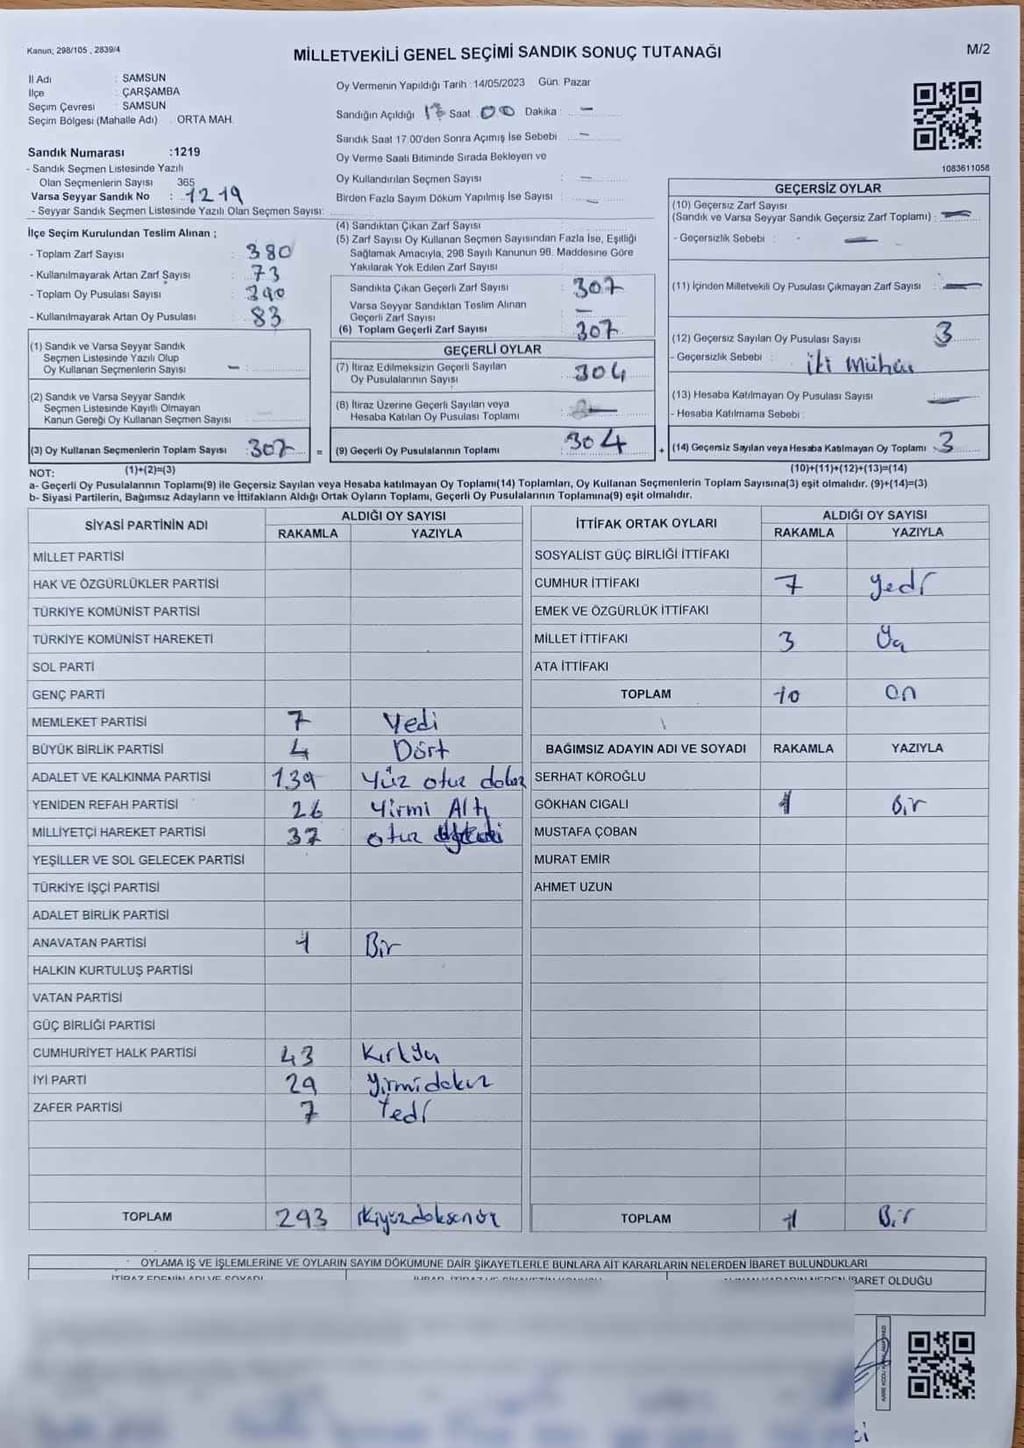 Kanun; 298/105 , 2839/4
MİLLETVEKİLİ GENEL SEÇİMİ SANDIK SONUÇ TUTANAĞI
M/2
İl Adı : SAMSUN
İlçe : ÇARŞAMBA
Seçim Çevresi : SAMSUN
Seçim Bölgesi (Mahalle Adı) : ORTA MAH.
Sandık Numarası :1219
- Sandık Seçmen Listesinde Yazılı
Olan Seçmenlerin Sayısı 365
Varsa Seyyar Sandık No : 1219
- Seyyar Sandık Seçmen Listesinde Yazılı Olan Seçmen Sayısı:
Oy Vermenin Yapıldığı Tarih :14/05/2023 Gün: Pazar
Sandığın Açıldığı 17 Saat 00 Dakika : —
Sandık Saat 17:00'den Sonra Açımış İse Sebebi : —
Oy Verme Saati Bitiminde Sırada Bekleyen ve
Oy Kullandırılan Seçmen Sayısı : —
Birden Fazla Sayım Döküm Yapılmış İse Sayısı : —
1083611058
İlçe Seçim Kurulundan Teslim Alınan ;
- Toplam Zarf Sayısı : 380
- Kullanılmayarak Artan Zarf Sayısı : 73
- Toplam Oy Pusulası Sayısı : 390
- Kullanılmayarak Artan Oy Pusulası : 83
(1) Sandık ve Varsa Seyyar Sandık
Seçmen Listesinde Yazılı Olup
Oy Kullanan Seçmenlerin Sayısı : —
(2) Sandık ve Varsa Seyyar Sandık
Seçmen Listesinde Kayıtlı Olmayan
Kanun Gereği Oy Kullanan Seçmen Sayısı :
(3) Oy Kullanan Seçmenlerin Toplam Sayısı : 307
=
(4) Sandıktan Çıkan Zarf Sayısı :
(5) Zarf Sayısı Oy Kullanan Seçmen Sayısından Fazla İse, Eşitliği
Sağlamak Amacıyla, 298 Sayılı Kanunun 98. Maddesine Göre
Yakılarak Yok Edilen Zarf Sayısı :
Sandıkta Çıkan Geçerli Zarf Sayısı : 307
Varsa Seyyar Sandıktan Teslim Alınan
Geçerli Zarf Sayısı : —
(6) Toplam Geçerli Zarf Sayısı : 307
GEÇERLİ OYLAR
(7) İtiraz Edilmeksizin Geçerli Sayılan
Oy Pusulalarının Sayısı : 304
(8) İtiraz Üzerine Geçerli Sayılan veya
Hesaba Katılan Oy Pusulası Toplamı :
(9) Geçerli Oy Pusulalarının Toplamı : 304
+
GEÇERSİZ OYLAR
(10) Geçersiz Zarf Sayısı
(Sandık ve Varsa Seyyar Sandık Geçersiz Zarf Toplamı) : —
- Geçersizlik Sebebi : —
(11) İçinden Milletvekili Oy Pusulası Çıkmayan Zarf Sayısı : —
(12) Geçersiz Sayılan Oy Pusulası Sayısı : 3
- Geçersizlik Sebebi : İki Mühür
(13) Hesaba Katılmayan Oy Pusulası Sayısı : —
- Hesaba Katılmama Sebebi :
(14) Geçersiz Sayılan veya Hesaba Katılmayan Oy Toplamı : 3
NOT: (1)+(2)=(3) (10)+(11)+(12)+(13)=(14)
a- Geçerli Oy Pusulalarının Toplamı(9) ile Geçersiz Sayılan veya Hesaba katılmayan Oy Toplamı(14) Toplamları, Oy Kullanan Seçmenlerin Toplam Sayısına(3) eşit olmalıdır. (9)+(14)=(3)
b- Siyasi Partilerin, Bağımsız Adayların ve İttifakların Aldığı Ortak Oyların Toplamı, Geçerli Oy Pusulalarının Toplamına(9) eşit olmalıdır.
SİYASİ PARTİNİN ADI ALDIĞI OY SAYISI
RAKAMLA YAZIYLA
MİLLET PARTİSİ
HAK VE ÖZGÜRLÜKLER PARTİSİ
TÜRKİYE KOMÜNİST PARTİSİ
TÜRKİYE KOMÜNİST HAREKETİ
SOL PARTİ
GENÇ PARTİ
MEMLEKET PARTİSİ 7 Yedi
BÜYÜK BİRLİK PARTİSİ 4 Dört
ADALET VE KALKINMA PARTİSİ 139 Yüz otuz dokuz
YENİDEN REFAH PARTİSİ 26 Yirmi Altı
MİLLİYETÇİ HAREKET PARTİSİ 37 otuz
YEŞİLLER VE SOL GELECEK PARTİSİ
TÜRKİYE İŞÇİ PARTİSİ
ADALET BİRLİK PARTİSİ
ANAVATAN PARTİSİ 1 Bir
HALKIN KURTULUŞ PARTİSİ
VATAN PARTİSİ
GÜÇ BİRLİĞİ PARTİSİ
CUMHURİYET HALK PARTİSİ 43 Kırküç
İYİ PARTİ 29 Yirmidokuz
ZAFER PARTİSİ 7 Yedi
TOPLAM 293 ikiyüzdoksanüç
İTTİFAK ORTAK OYLARI ALDIĞI OY SAYISI
RAKAMLA YAZIYLA
SOSYALİST GÜÇ BİRLİĞİ İTTİFAKI
CUMHUR İTTİFAKI 7 Yedi
EMEK VE ÖZGÜRLÜK İTTİFAKI
MİLLET İTTİFAKI 3 Üç
ATA İTTİFAKI
TOPLAM 10 On
BAĞIMSIZ ADAYIN ADI VE SOYADI RAKAMLA YAZIYLA
SERHAT KÖROĞLU
GÖKHAN CIGALI 1 Bir
MUSTAFA ÇOBAN
MURAT EMİR
AHMET UZUN
TOPLAM 1 Bir
OYLAMA İŞ VE İŞLEMLERİNE VE OYLARIN SAYIM DÖKÜMÜNE DAİR ŞİKAYETLERLE BUNLARA AİT KARARLARIN NELERDEN İBARET BULUNDUKLARI
İTİRAZ EDENİN ADI VE SOYADI
İBARET OLDUĞU